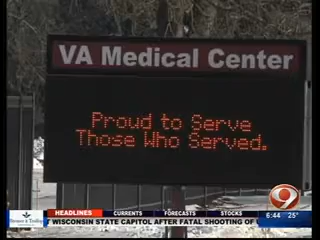 VA Medical Center
Proud to Serve
Those Who Served.
9
HEADLINES CURRENTS FORECASTS STOCKS 6:44 25°
T WISCONSIN STATE CAPITOL AFTER FATAL SHOOTING OF U